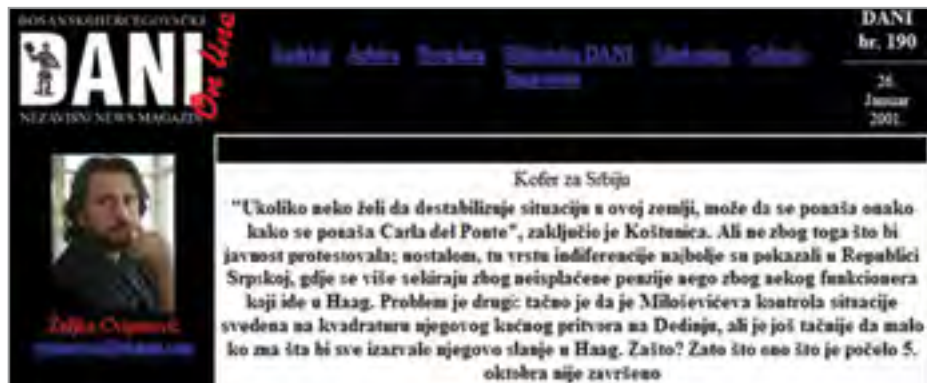 BOSANSKOHERCEGOVAČKI
DANI
On line
NEZAVISNI NEWS MAGAZIN
DANI
br. 190
26.
Januar
2001.
Kofer za Srbiju
"Ukoliko neko želi da destabilizuje situaciju u ovoj zemlji, može da se ponaša onako
kako se ponaša Carla del Ponte", zaključio je Koštunica. Ali ne zbog toga što bi
javnost protestovala; nostalom, tu vrstu indiferencije najbolje su pokazali u Republici
Srpskoj, gdje se više sekiraju zbog neisplaćene penzije nego zbog nekog funkcionera
koji ide u Haag. Problem je drugi: tačno je da je Miloševićeva kontrola situacije
svedena na kvadraturu njegovog kućnog pritvora na Dedinju, ali je još tačnije da malo
ko zna šta bi sve izazvalo njegovo slanje u Haag. Zašto? Zato što ono što je počelo 5.
oktobra nije završeno